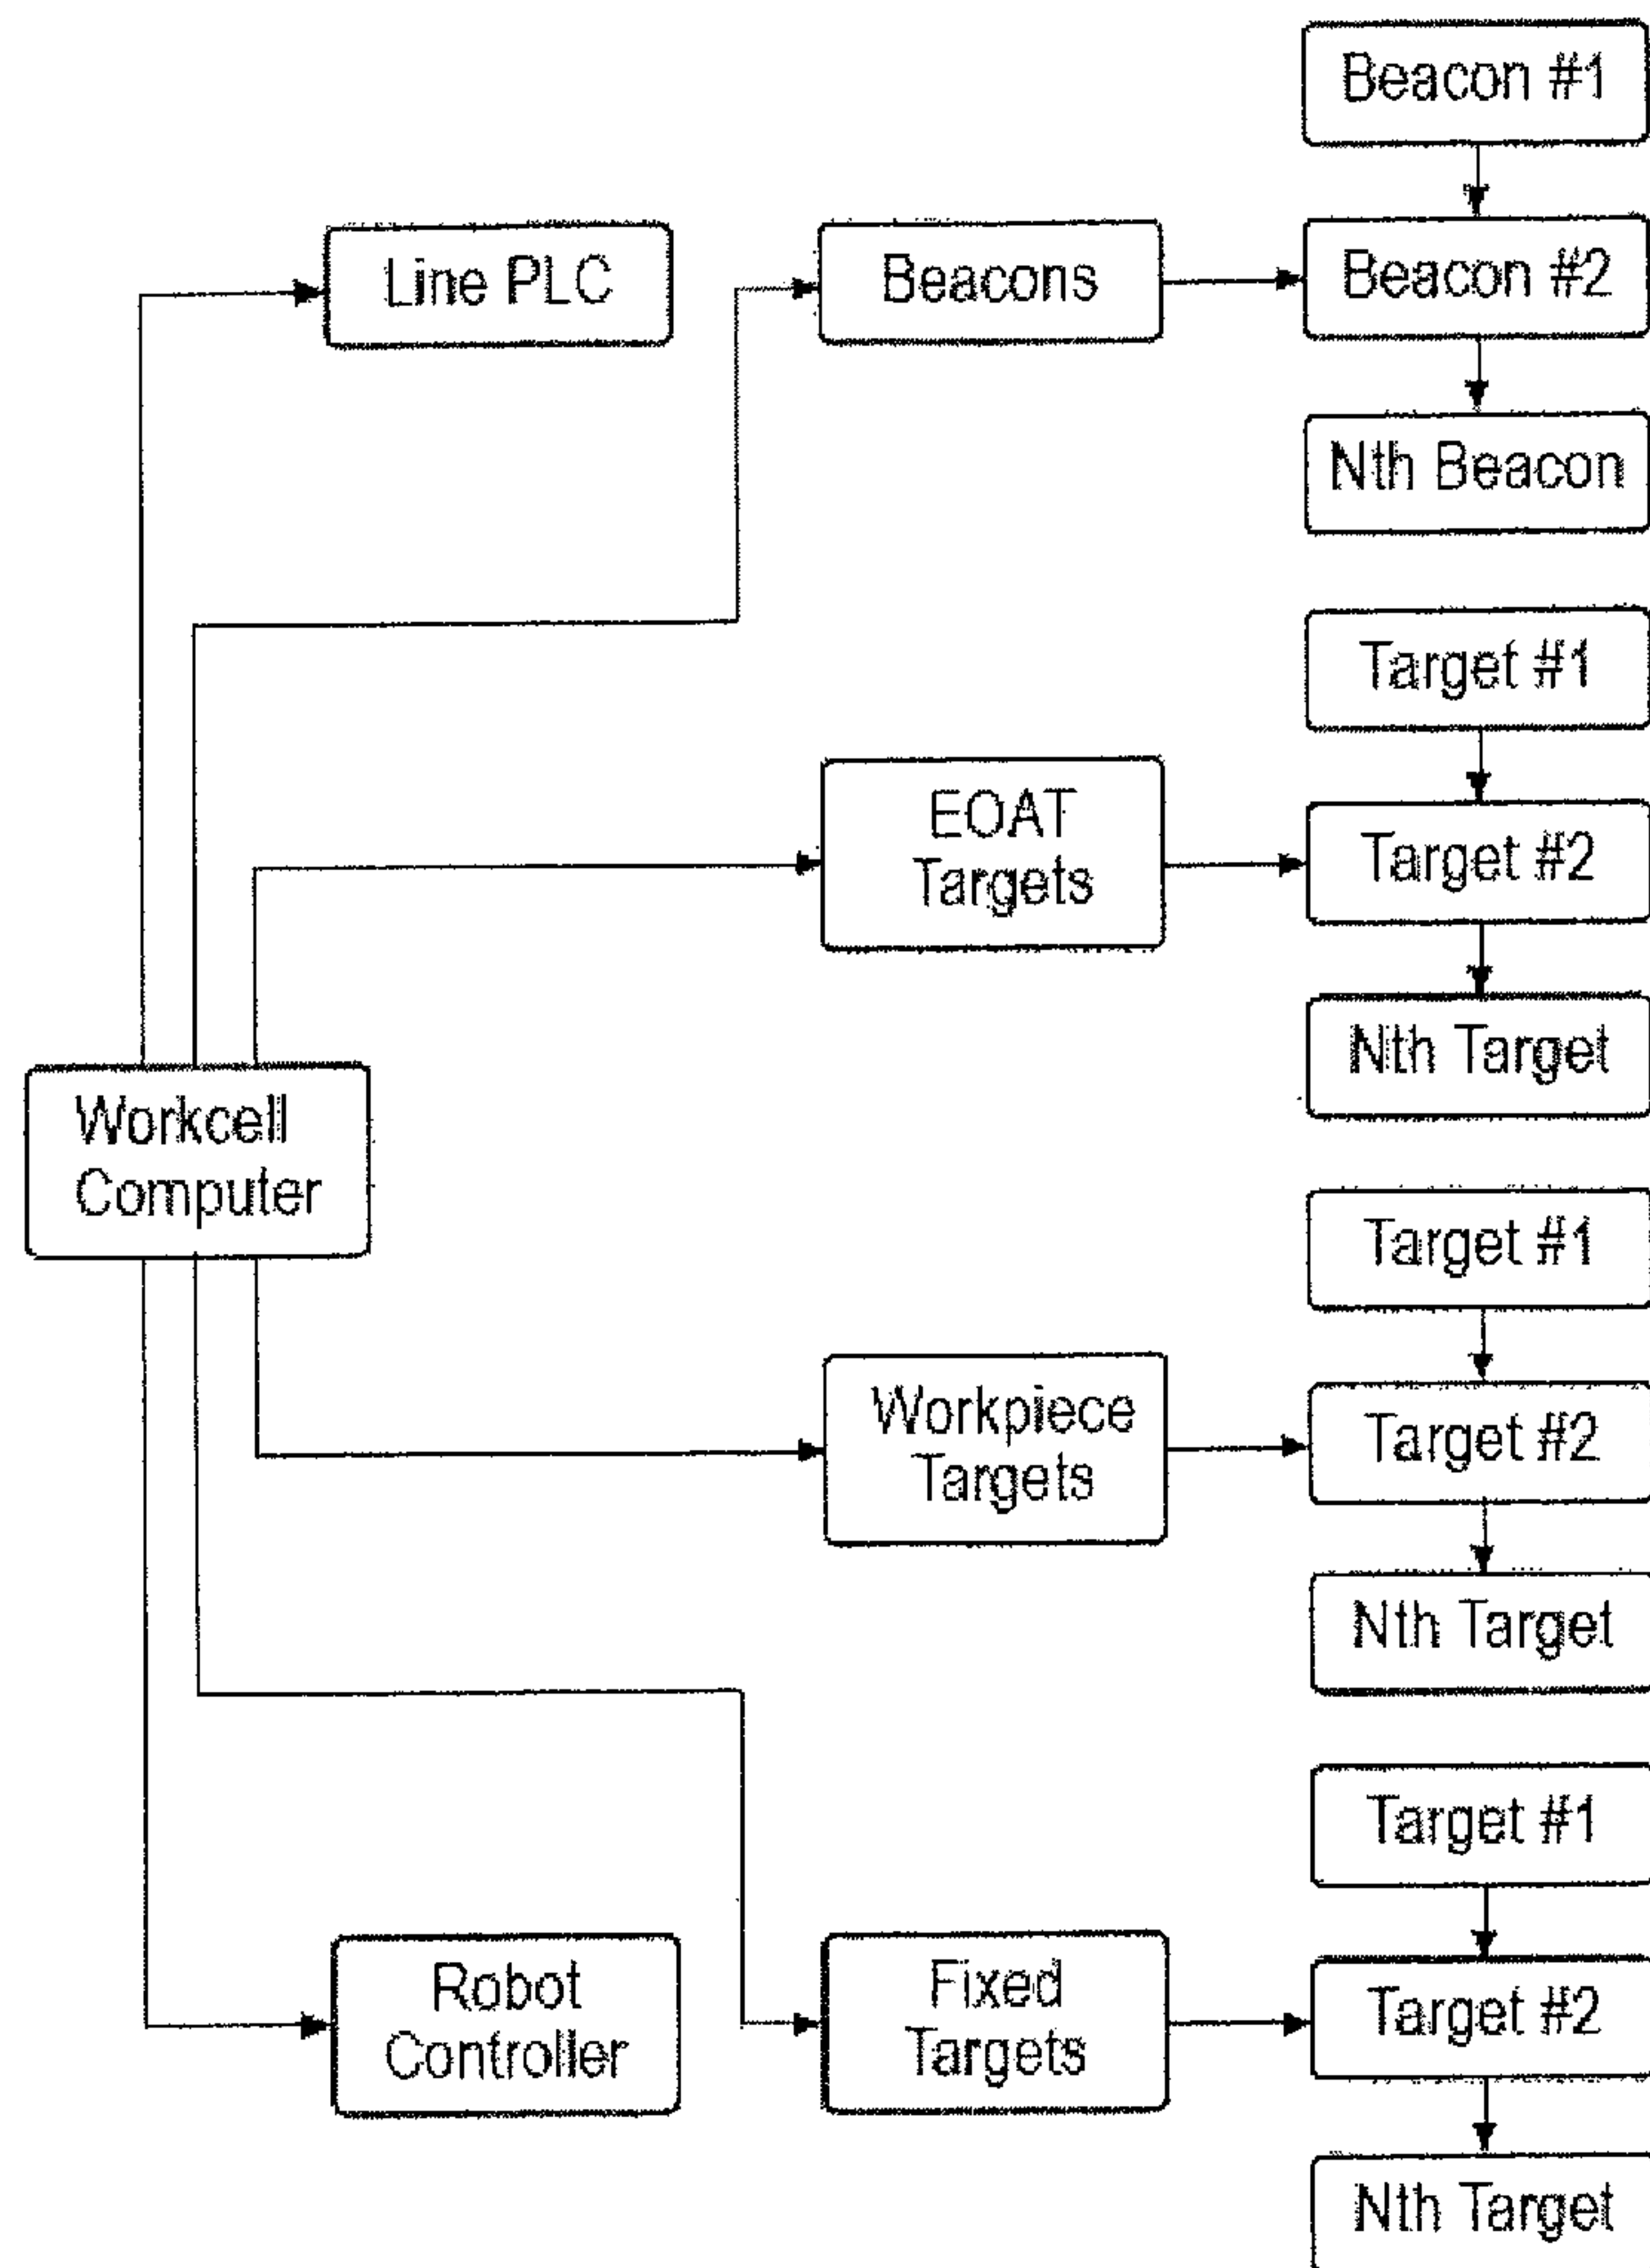 Beacon #1
Line PLC
Beacons
Beacon #2
Nth Beacon
Target #1
EOAT
Targets
Target #2
Nth Target
Workcell
Computer
Target #1
Workpiece
Targets
Target #2
Nth Target
Target #1
Robot
Controller
Fixed
Targets
Target #2
Nth Target